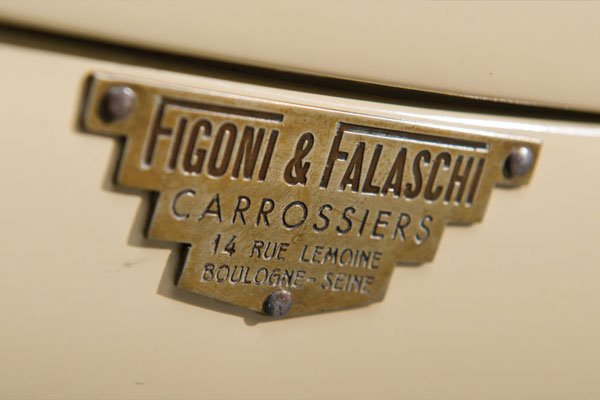 FIGONI & FALASCHI
CARROSSIERS
14 RUE LEMOINE
BOULOGNE-SEINE